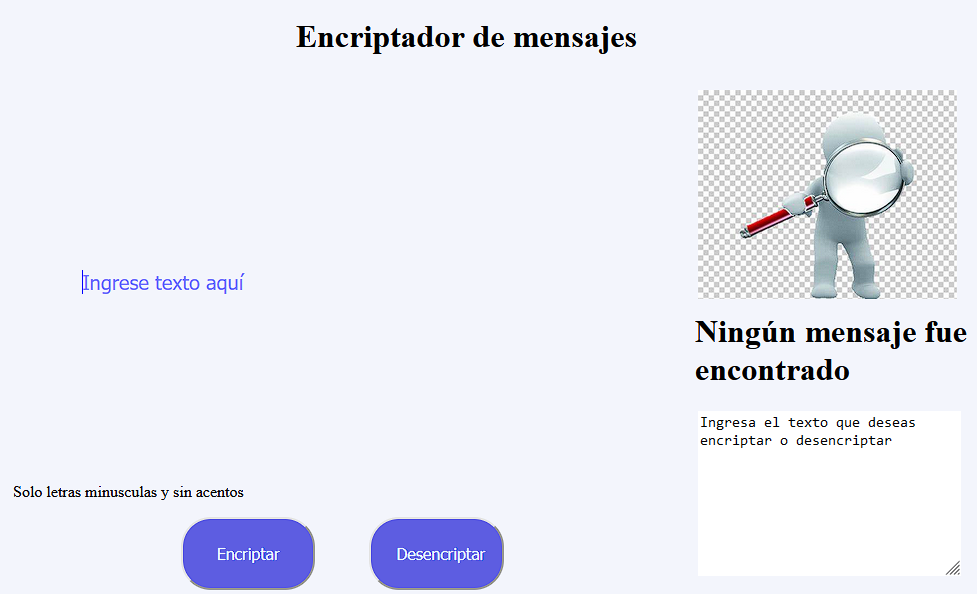 Encriptador de mensajes
Ingrese texto aquí
Solo letras minusculas y sin acentos
Encriptar
Desencriptar
Ningún mensaje fue
encontrado
Ingresa el texto que deseas
encriptar o desencriptar